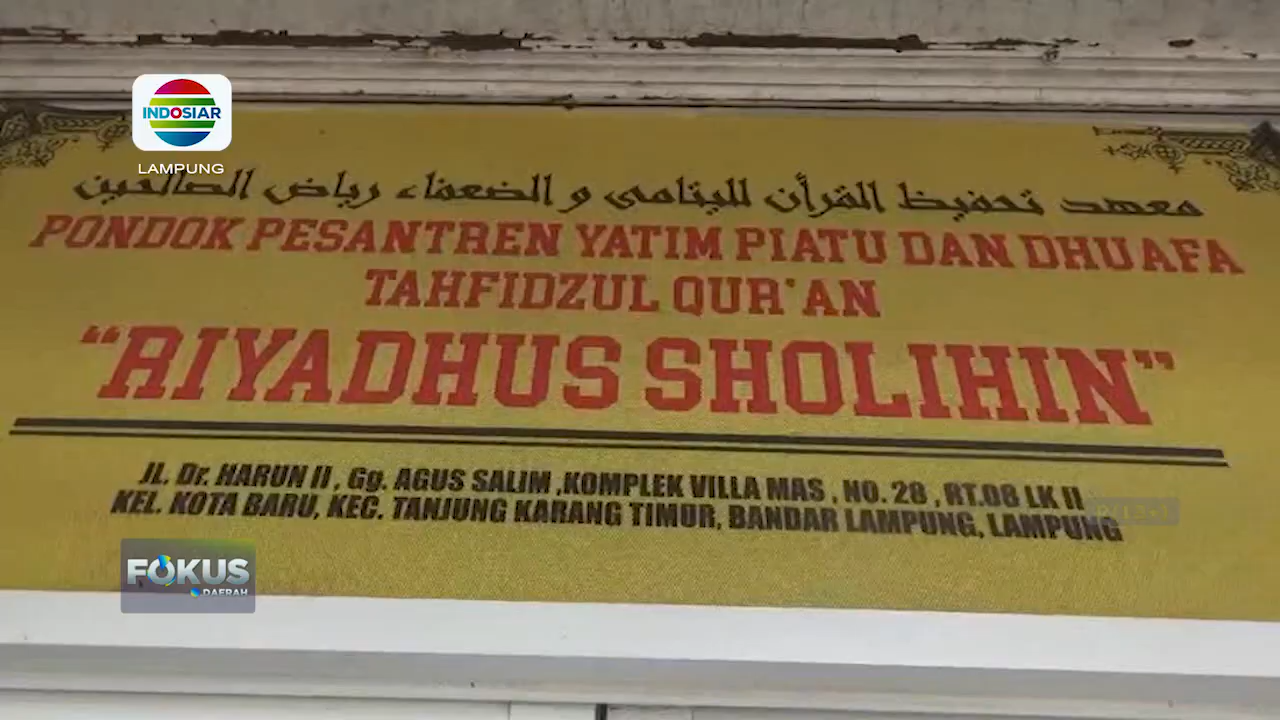 INDOSIAR
LAMPUNG
معهد تحفيظ القرأن لليتامى و الضعفاء رياض الصالحين
PONDOK PESANTREN YATIM PIATU DAN DHUAFA
TAHFIDZUL QUR'AN
"RIYADHUS SHOLIHIN"
JL. Dr. HARUN II , Gg. AGUS SALIM ,KOMPLEK VILLA MAS , NO. 28 , RT.08 LK II
KEL. KOTA BARU, KEC. TANJUNG KARANG TIMUR, BANDAR LAMPUNG, LAMPUNG
FOKUS
DAERAH